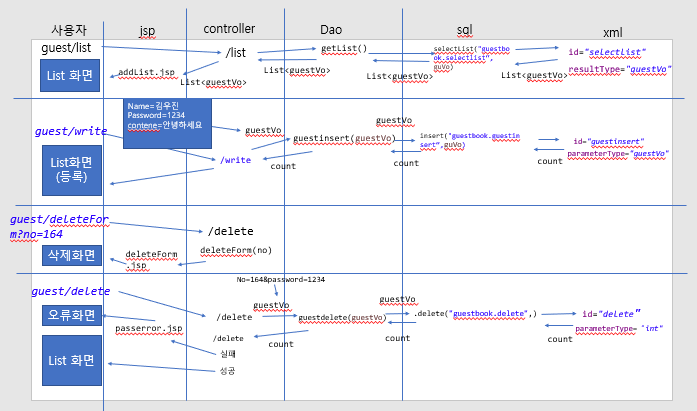 사용자 jsp controller Dao sql xml
guest/list
List 화면
addList.jsp
/list
List<guestVo>
getList()
List<guestVo>
selectList("guestbo
ok.selectlist",
guVo)
List<guestVo>
id="selectlist"
List<guestVo>
resultType="guestVo"
guest/write
Name=김우진
Password=1234
contene=안녕하세요
List화면
(등록)
guestVo
/write
guestinsert(guestVo)
count
guestVo
insert("guestbook.guestin
sert",guVo)
count
id="guestinsert"
parameterType="guestVo"
count
guest/deleteFor
m?no=164
삭제화면
deleteForm
.jsp
/delete
deleteForm(no)
guest/delete
오류화면
List 화면
passerror.jsp
No=164&password=1234
guestVo
/delete
/delete
실패
성공
guestdelete(guestVo)
count
guestVo
.delete("guestbook.delete",)
count
id="delete"
parameterType= "int"
count